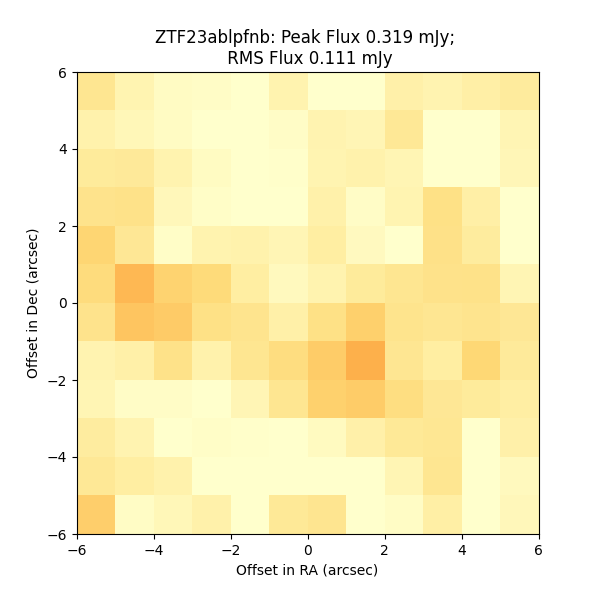 ZTF23ablpfnb: Peak Flux 0.319 mJy;
RMS Flux 0.111 mJy
6
4
2
0
−2
−4
−6
Offset in Dec (arcsec)
−6 −4 −2 0 2 4 6
Offset in RA (arcsec)